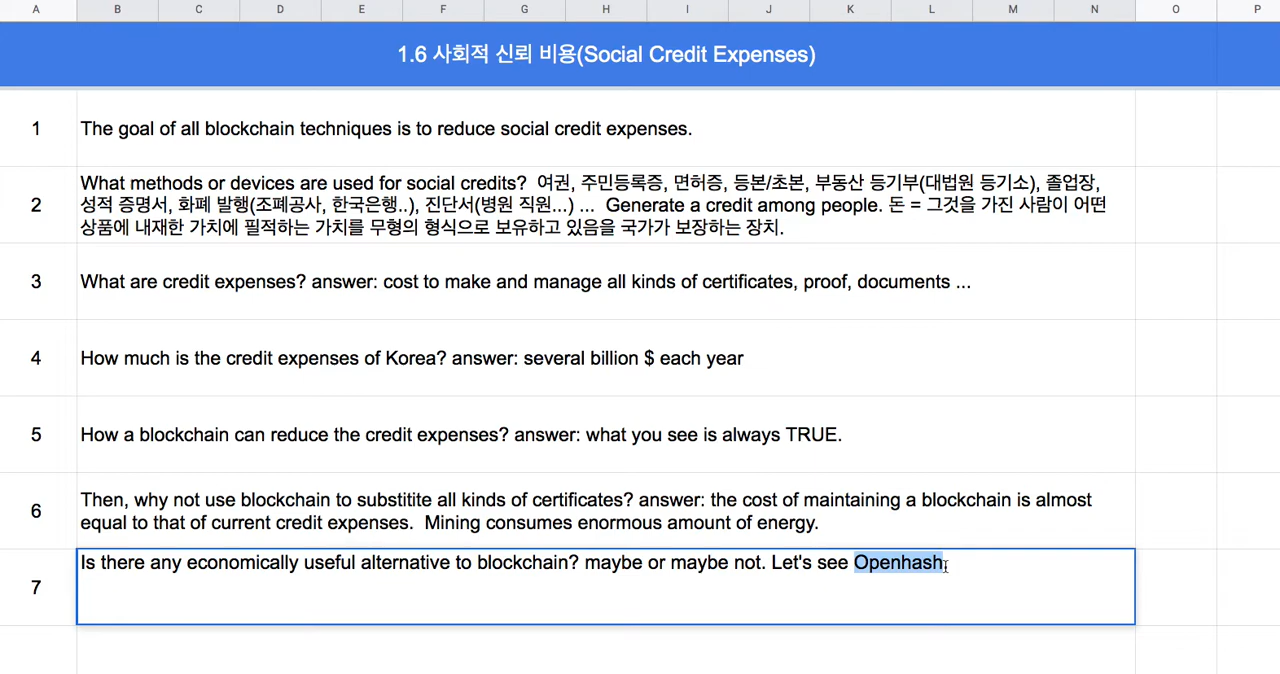 A B C D E F G H I J K L M N O P
1.6 사회적 신뢰 비용(Social Credit Expenses)
1 The goal of all blockchain techniques is to reduce social credit expenses.
What methods or devices are used for social credits?  여권, 주민등록증, 면허증, 등본/초본, 부동산 등기부(대법원 등기소), 졸업장,
2 성적 증명서, 화폐 발행(조폐공사, 한국은행..), 진단서(병원 직원...) ...  Generate a credit among people. 돈 = 그것을 가진 사람이 어떤
상품에 내재한 가치에 필적하는 가치를 무형의 형식으로 보유하고 있음을 국가가 보장하는 장치.
3 What are credit expenses? answer: cost to make and manage all kinds of certificates, proof, documents ...
4 How much is the credit expenses of Korea? answer: several billion $ each year
5 How a blockchain can reduce the credit expenses? answer: what you see is always TRUE.
6 Then, why not use blockchain to substitite all kinds of certificates? answer: the cost of maintaining a blockchain is almost
equal to that of current credit expenses.  Mining consumes enormous amount of energy.
Is there any economically useful alternative to blockchain? maybe or maybe not. Let's see Openhash.
7